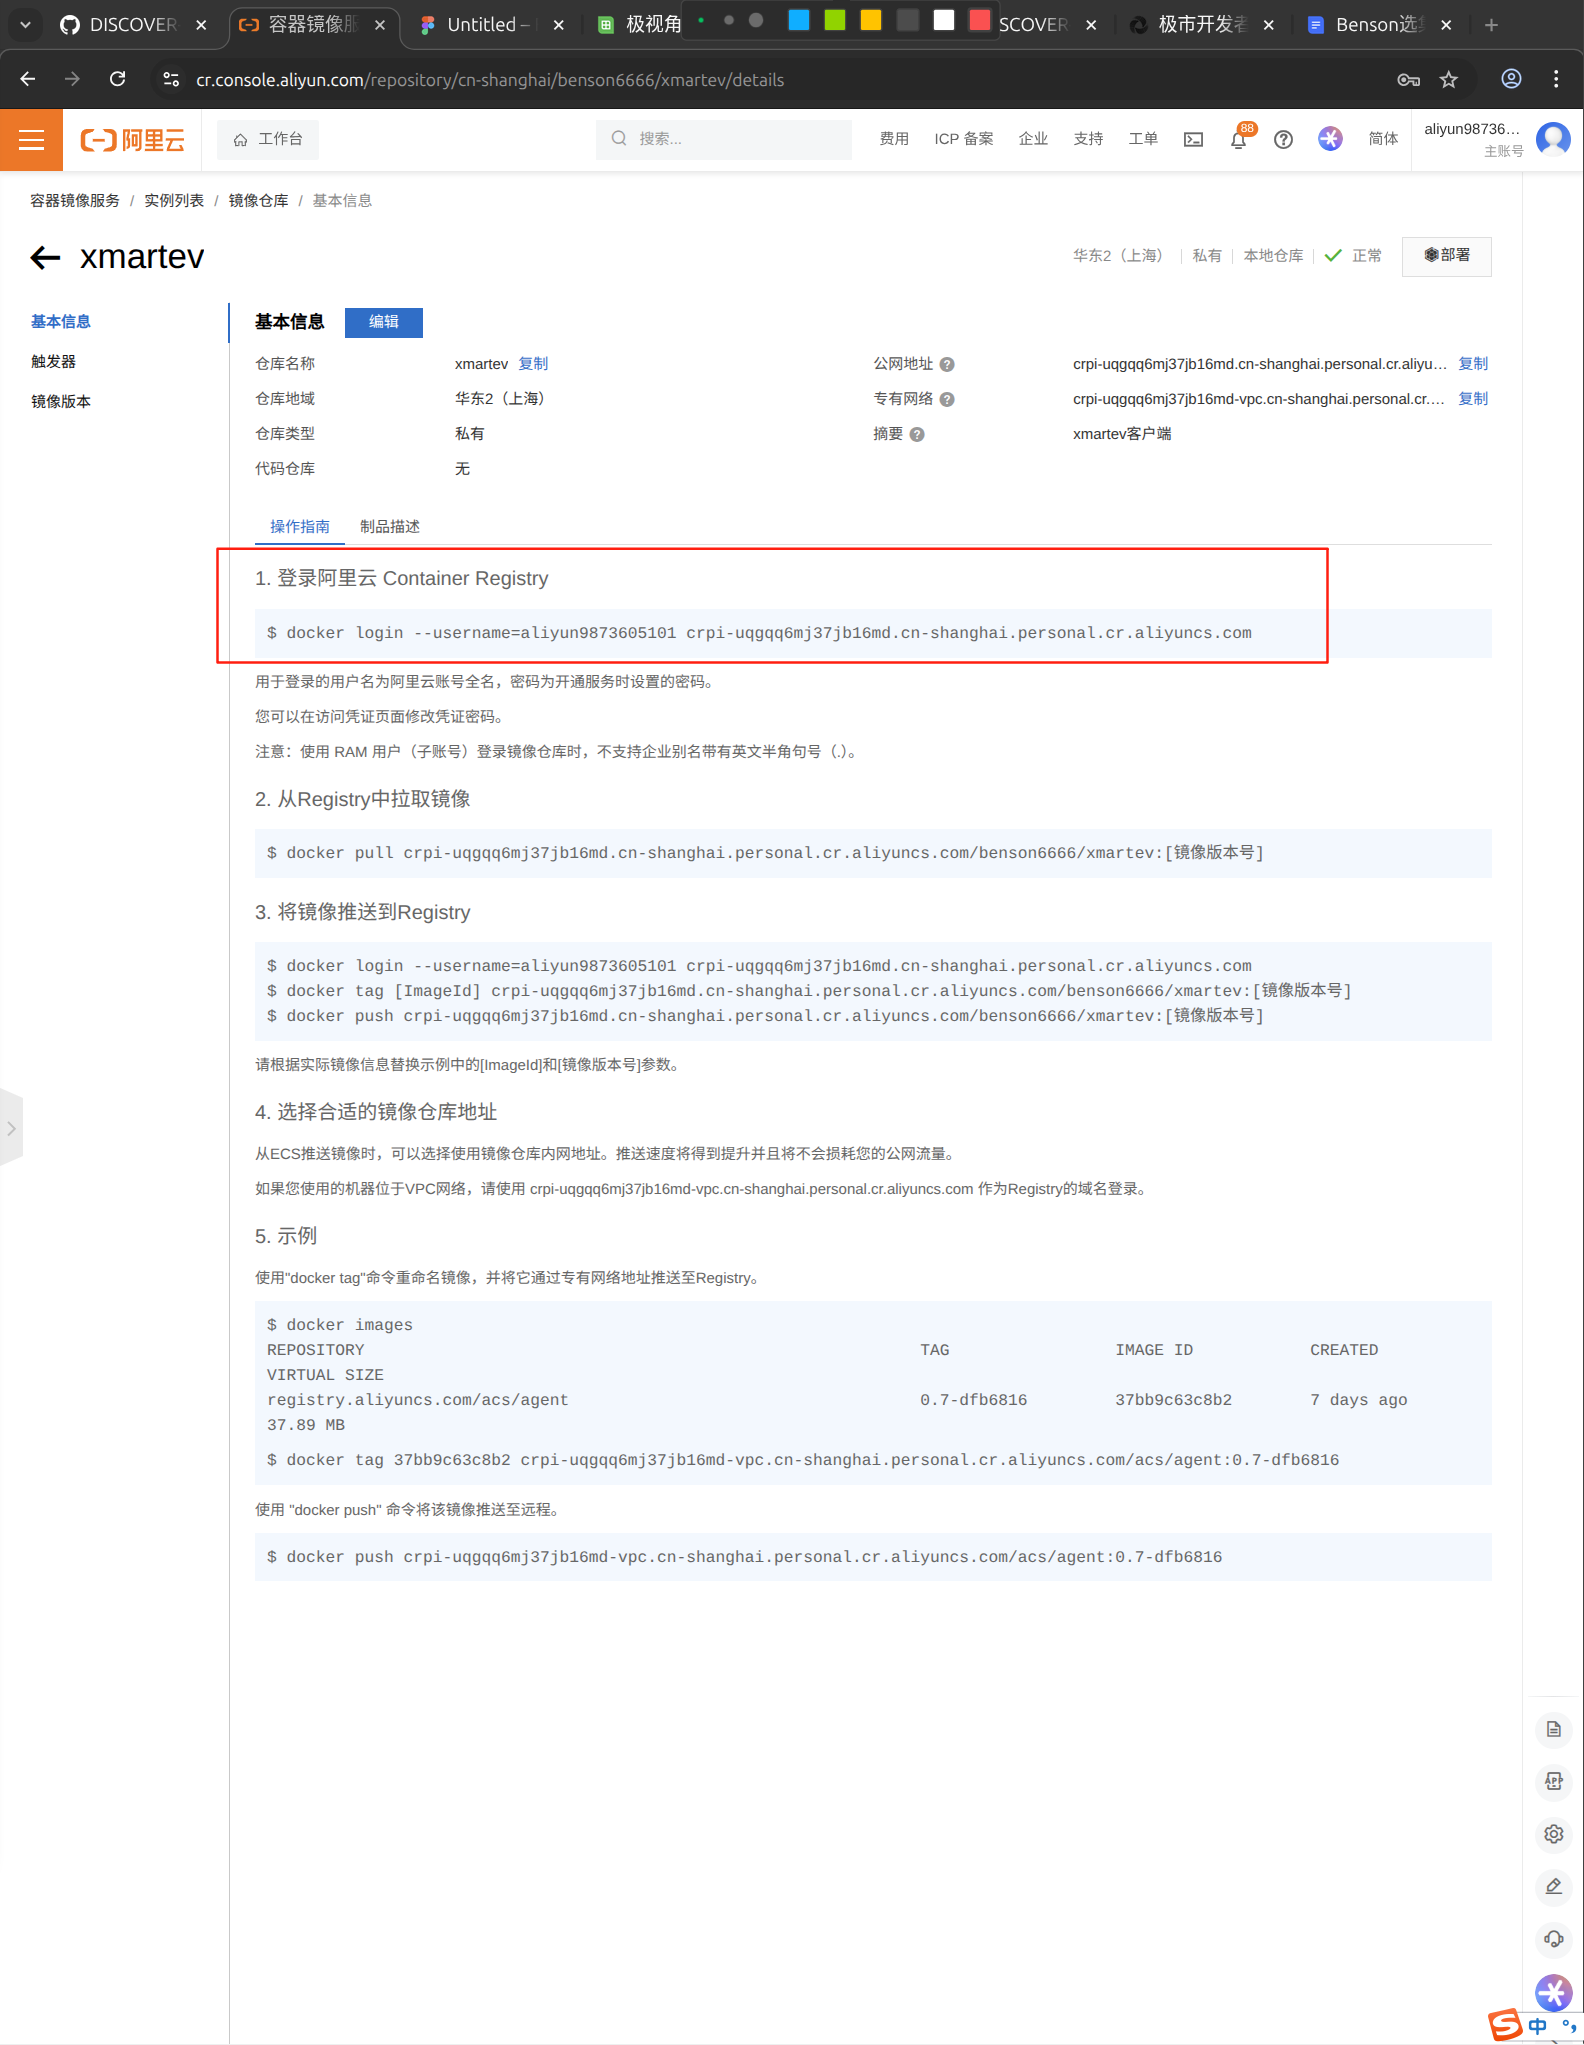 DISCOVER
容器镜像服
Untitled –
极视角
SCOVER
极市开发者
Benson选集
cr.console.aliyun.com/repository/cn-shanghai/benson6666/xmartev/details
阿里云
工作台
搜索...
费用
ICP 备案
企业
支持
工单
88
简体
aliyun98736...
主账号
容器镜像服务 / 实例列表 / 镜像仓库 / 基本信息
xmartev
华东2（上海）
私有
本地仓库
正常
部署
基本信息
触发器
镜像版本
基本信息
编辑
仓库名称 xmartev 复制
公网地址 crpi-uqgqq6mj37jb16md.cn-shanghai.personal.cr.aliyu... 复制
仓库地域 华东2（上海）
专有网络 crpi-uqgqq6mj37jb16md-vpc.cn-shanghai.personal.cr.... 复制
仓库类型 私有
摘要 xmartev客户端
代码仓库 无
操作指南 制品描述
1. 登录阿里云 Container Registry
$ docker login --username=aliyun9873605101 crpi-uqgqq6mj37jb16md.cn-shanghai.personal.cr.aliyuncs.com
用于登录的用户名为阿里云账号全名，密码为开通服务时设置的密码。
您可以在访问凭证页面修改凭证密码。
注意：使用 RAM 用户（子账号）登录镜像仓库时，不支持企业别名带有英文半角句号（.）。
2. 从Registry中拉取镜像
$ docker pull crpi-uqgqq6mj37jb16md.cn-shanghai.personal.cr.aliyuncs.com/benson6666/xmartev:[镜像版本号]
3. 将镜像推送到Registry
$ docker login --username=aliyun9873605101 crpi-uqgqq6mj37jb16md.cn-shanghai.personal.cr.aliyuncs.com
$ docker tag [ImageId] crpi-uqgqq6mj37jb16md.cn-shanghai.personal.cr.aliyuncs.com/benson6666/xmartev:[镜像版本号]
$ docker push crpi-uqgqq6mj37jb16md.cn-shanghai.personal.cr.aliyuncs.com/benson6666/xmartev:[镜像版本号]
请根据实际镜像信息替换示例中的[ImageId]和[镜像版本号]参数。
4. 选择合适的镜像仓库地址
从ECS推送镜像时，可以选择使用镜像仓库内网地址。推送速度将得到提升并且将不会损耗您的公网流量。
如果您使用的机器位于VPC网络，请使用 crpi-uqgqq6mj37jb16md-vpc.cn-shanghai.personal.cr.aliyuncs.com 作为Registry的域名登录。
5. 示例
使用"docker tag"命令重命名镜像，并将它通过专有网络地址推送至Registry。
$ docker images
REPOSITORY TAG IMAGE ID CREATED
VIRTUAL SIZE
registry.aliyuncs.com/acs/agent 0.7-dfb6816 37bb9c63c8b2 7 days ago
37.89 MB
$ docker tag 37bb9c63c8b2 crpi-uqgqq6mj37jb16md-vpc.cn-shanghai.personal.cr.aliyuncs.com/acs/agent:0.7-dfb6816
使用 "docker push" 命令将该镜像推送至远程。
$ docker push crpi-uqgqq6mj37jb16md-vpc.cn-shanghai.personal.cr.aliyuncs.com/acs/agent:0.7-dfb6816
APP
中